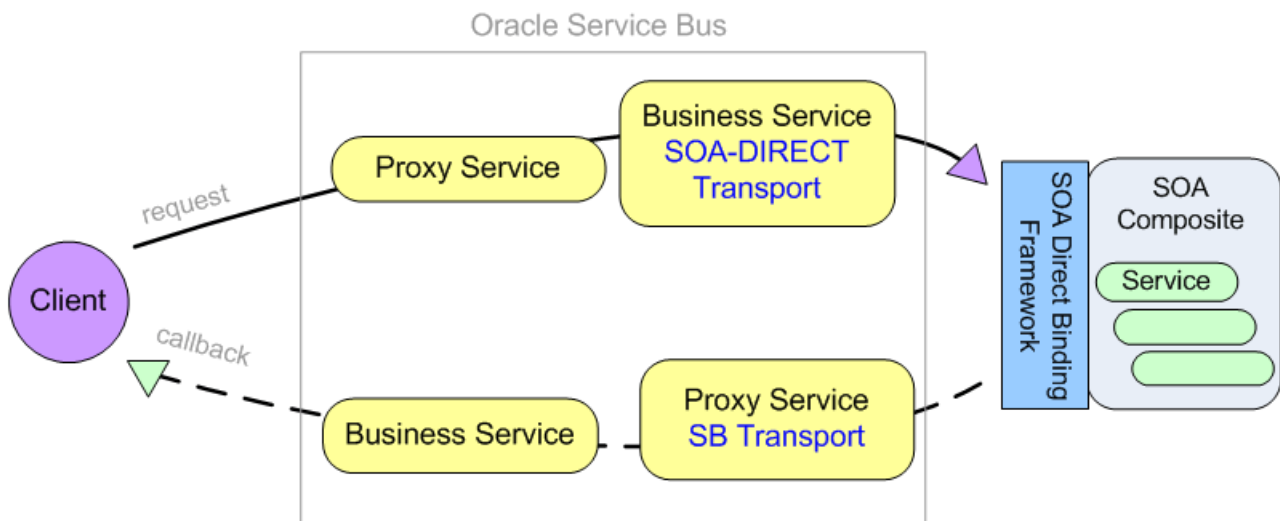 Oracle Service Bus
Business Service
SOA-DIRECT
Transport
Proxy Service
request
Client
callback
Business Service
Proxy Service
SB Transport
SOA Direct Binding
Framework
SOA
Composite
Service